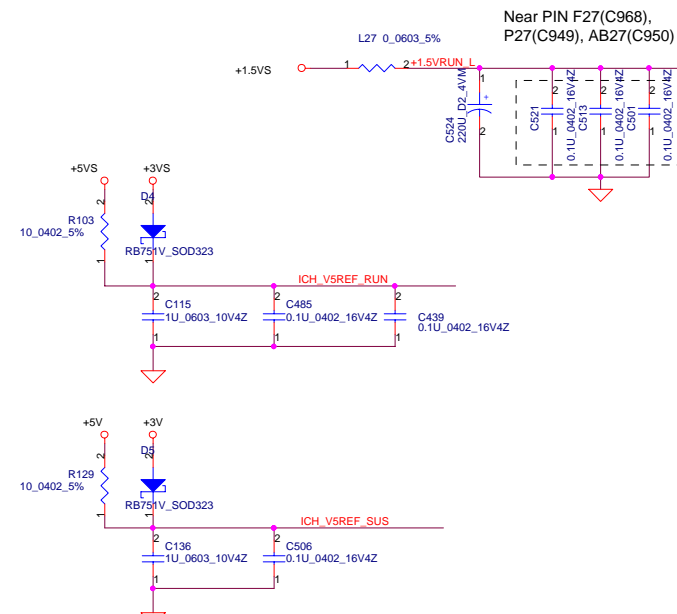 Near PIN F27(C968),
P27(C949), AB27(C950)
L27 0_0603_5%
+1.5VS
1
2
+1.5VRUN_L
1
2
C524
220U_D2_4VM
2
1
C521
0.1U_0402_16V4Z
2
1
C513
0.1U_0402_16V4Z
2
1
C501
0.1U_0402_16V4Z
+5VS
+3VS
2
1
R103
10_0402_5%
D4
2
1
RB751V_SOD323
ICH_V5REF_RUN
2
1
C115
1U_0603_10V4Z
2
1
C485
0.1U_0402_16V4Z
2
1
C439
0.1U_0402_16V4Z
+5V
+3V
2
1
R129
10_0402_5%
D5
2
1
RB751V_SOD323
ICH_V5REF_SUS
2
1
C136
1U_0603_10V4Z
2
1
C506
0.1U_0402_16V4Z